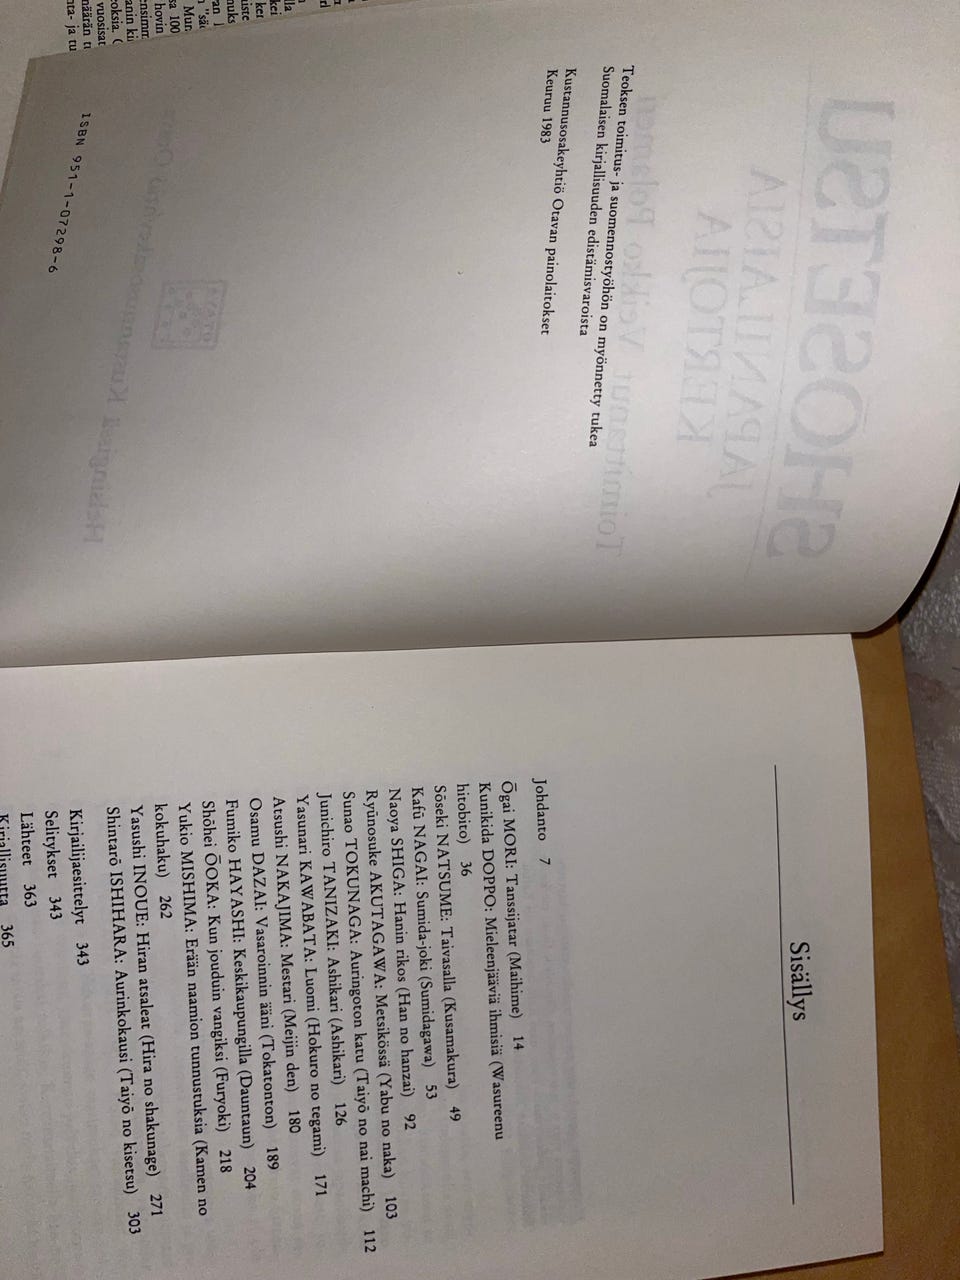 Teoksen toimitus- ja suomennostyöhön on myönnetty tukea
Suomalaisen kirjallisuuden edistämisvaroista
Kustannusosakeyhtiö Otavan painolaitokset
Keuruu 1983
ISBN 951-1-07298-6
SHŌSETSU
JAPANILAISIA
KERTOJIA
Toimittanut Veikko Polameri
Helsingissä Kustannusosakeyhtiö Otava
Sisällys
Johdanto 7
Ōgai MORI: Tanssijatar (Maihime) 14
Kunikida DOPPO: Mieleenjääviä ihmisiä (Wasureenu
hitobito) 36
Sōseki NATSUME: Taivasalla (Kusamakura) 49
Kafū NAGAI: Sumida-joki (Sumidagawa) 53
Naoya SHIGA: Hanin rikos (Han no hanzai) 92
Ryūnosuke AKUTAGAWA: Metsikössä (Yabu no naka) 103
Sunao TOKUNAGA: Auringoton katu (Taiyō no nai machi) 112
Junichiro TANIZAKI: Ashikari (Ashikari) 126
Yasunari KAWABATA: Luomi (Hokuro no tegami) 171
Atsushi NAKAJIMA: Mestari (Meijin den) 180
Osamu DAZAI: Vasaroinnin ääni (Tokatonton) 189
Fumiko HAYASHI: Keskikaupungilla (Dauntaun) 204
Shōhei ŌOKA: Kun jouduin vangiksi (Furyoki) 218
Yukio MISHIMA: Erään naamion tunnustuksia (Kamen no
kokuhaku) 262
Yasushi INOUE: Hiran atsaleat (Hira no shakunage) 271
Shintarō ISHIHARA: Aurinkokausi (Taiyō no kisetsu) 303
Kirjailijaesittelyt 343
Selitykset 343
Lähteet 363
Kirjallisuutta 365